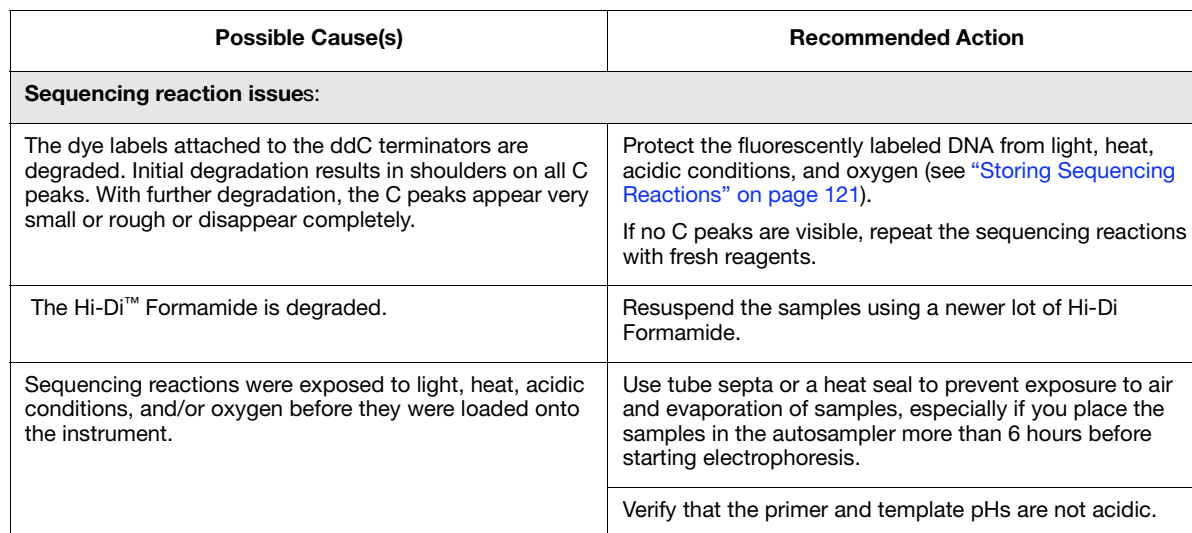 Possible Cause(s)
Recommended Action
Sequencing reaction issues:
The dye labels attached to the ddC terminators are
degraded. Initial degradation results in shoulders on all C
peaks. With further degradation, the C peaks appear very
small or rough or disappear completely.
Protect the fluorescently labeled DNA from light, heat,
acidic conditions, and oxygen (see “Storing Sequencing
Reactions” on page 121).
If no C peaks are visible, repeat the sequencing reactions
with fresh reagents.
The Hi-Di™ Formamide is degraded.
Resuspend the samples using a newer lot of Hi-Di
Formamide.
Sequencing reactions were exposed to light, heat, acidic
conditions, and/or oxygen before they were loaded onto
the instrument.
Use tube septa or a heat seal to prevent exposure to air
and evaporation of samples, especially if you place the
samples in the autosampler more than 6 hours before
starting electrophoresis.
Verify that the primer and template pHs are not acidic.